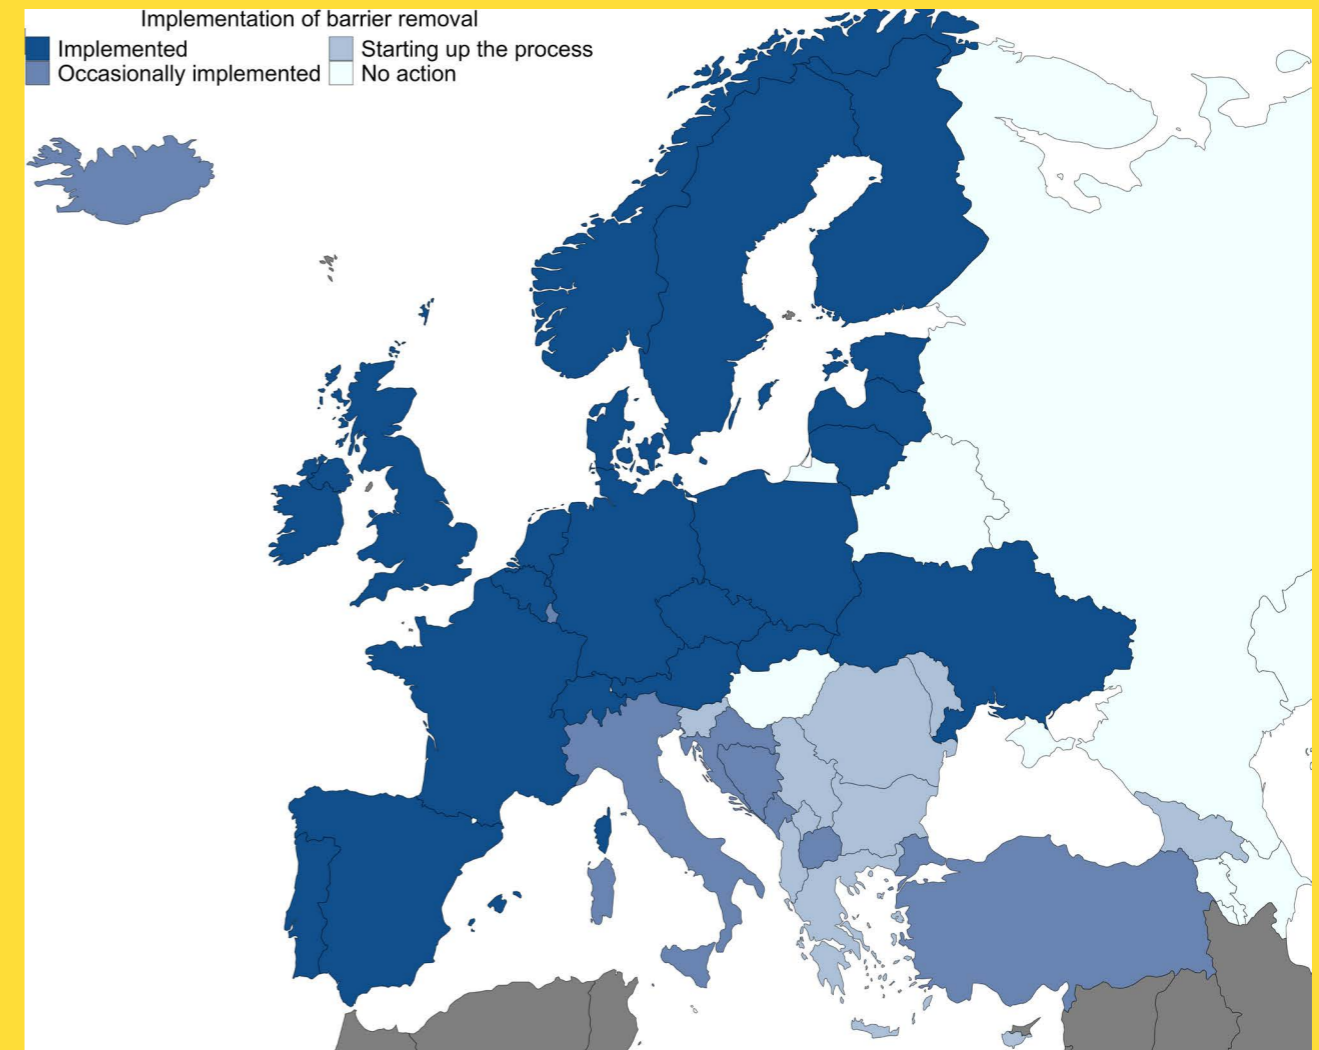 Implementation of barrier removal
Implemented
Starting up the process
Occasionally implemented
No action